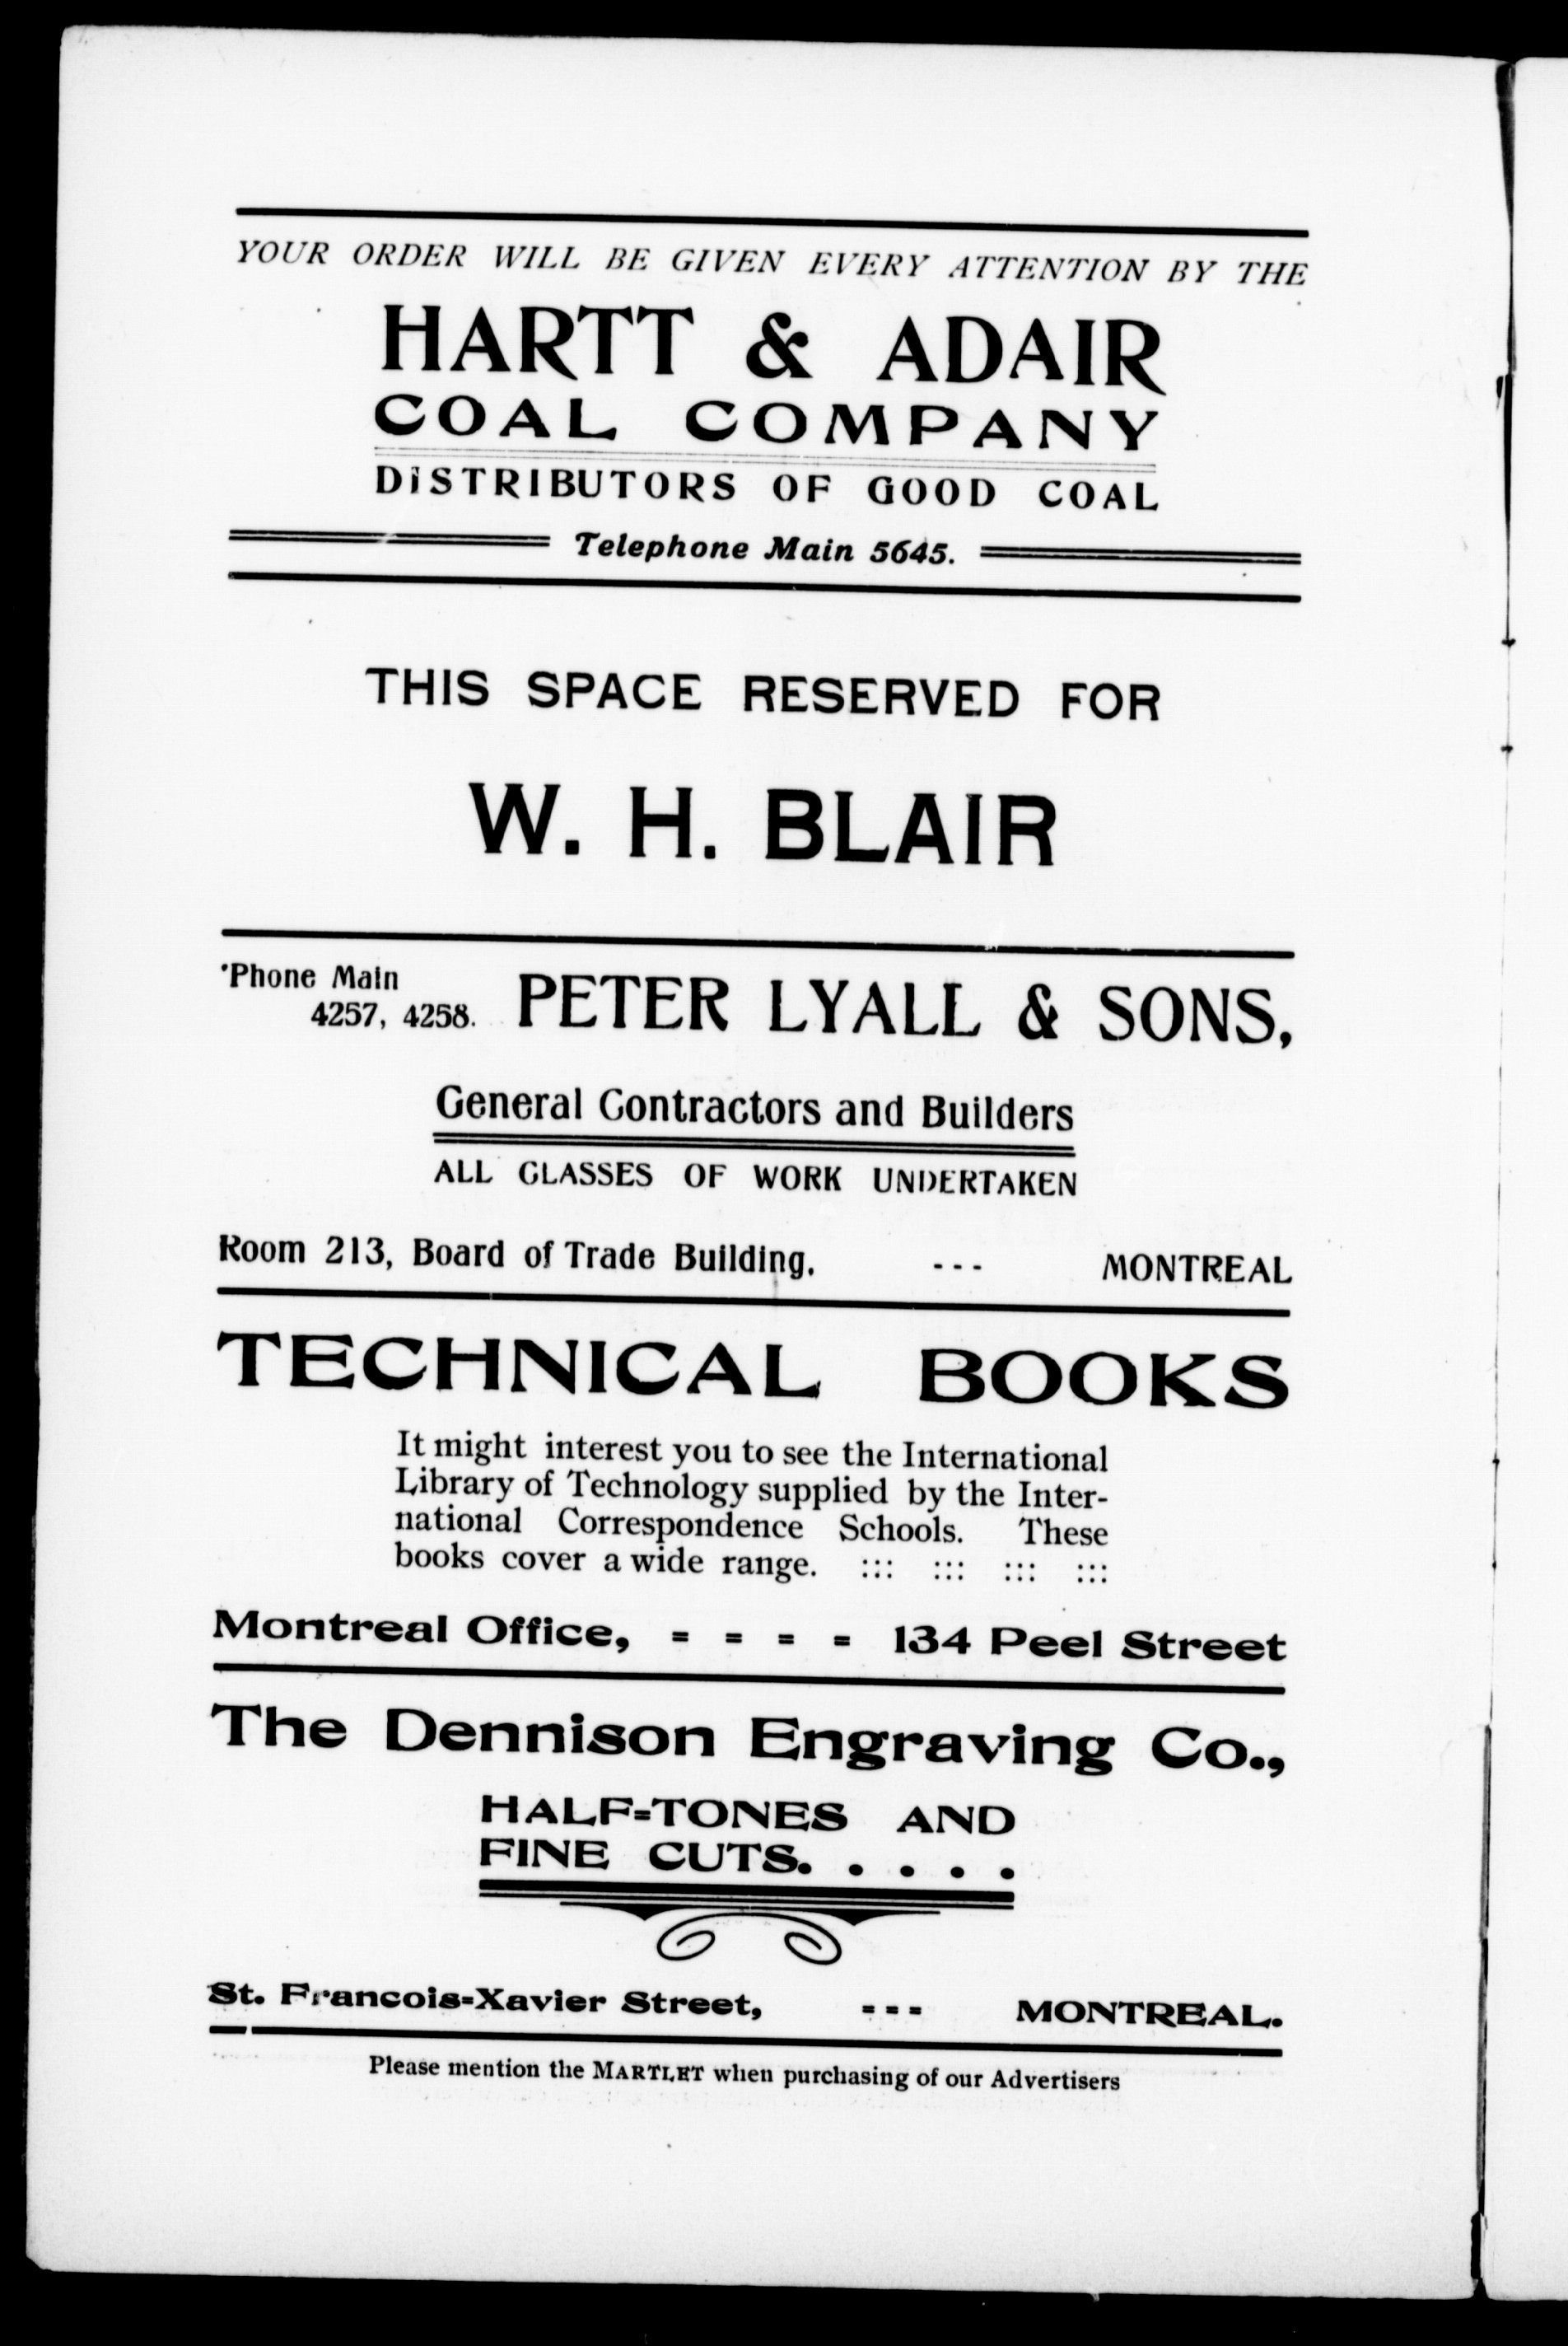 YOUR ORDER WILL BE GIVEN EVERY ATTENTION BY THE
HARTT & ADAIR
COAL COMPANY
DISTRIBUTORS OF GOOD COAL
Telephone Main 5645.
THIS SPACE RESERVED FOR
W. H. BLAIR
'Phone Main
4257, 4258.
PETER LYALL & SONS,
General Contractors and Builders
ALL CLASSES OF WORK UNDERTAKEN
Room 213, Board of Trade Building. - - - MONTREAL
TECHNICAL BOOKS
It might interest you to see the International
Library of Technology supplied by the Inter-
national Correspondence Schools. These
books cover a wide range. ::: ::: ::: :::
Montreal Office, = = = = 134 Peel Street
The Dennison Engraving Co.,
HALF=TONES AND
FINE CUTS. . . . .
St. Francois=Xavier Street, = = = MONTREAL.
Please mention the MARTLET when purchasing of our Advertisers